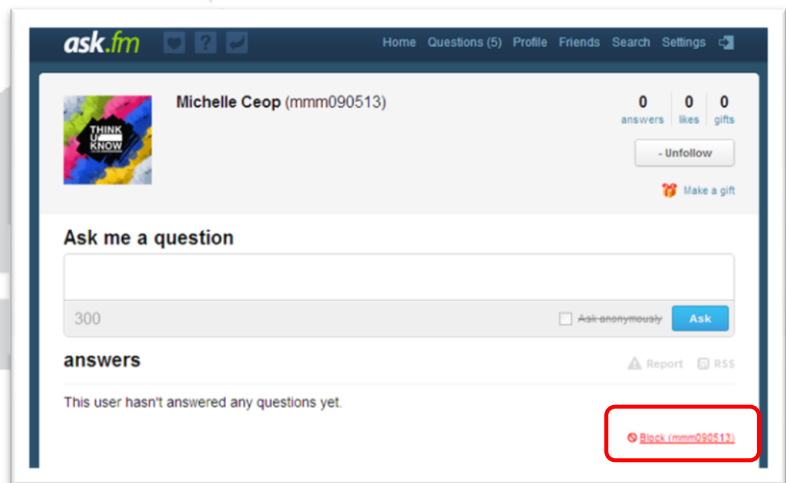 ask.fm Home Questions (5) Profile Friends Search Settings
THINK
U
KNOW
Michelle Ceop (mmm090513)
0 0 0
answers likes gifts
- Unfollow
Make a gift
Ask me a question
300 Ask anonymously Ask
answers Report RSS
This user hasn't answered any questions yet.
Block (mmm090513)